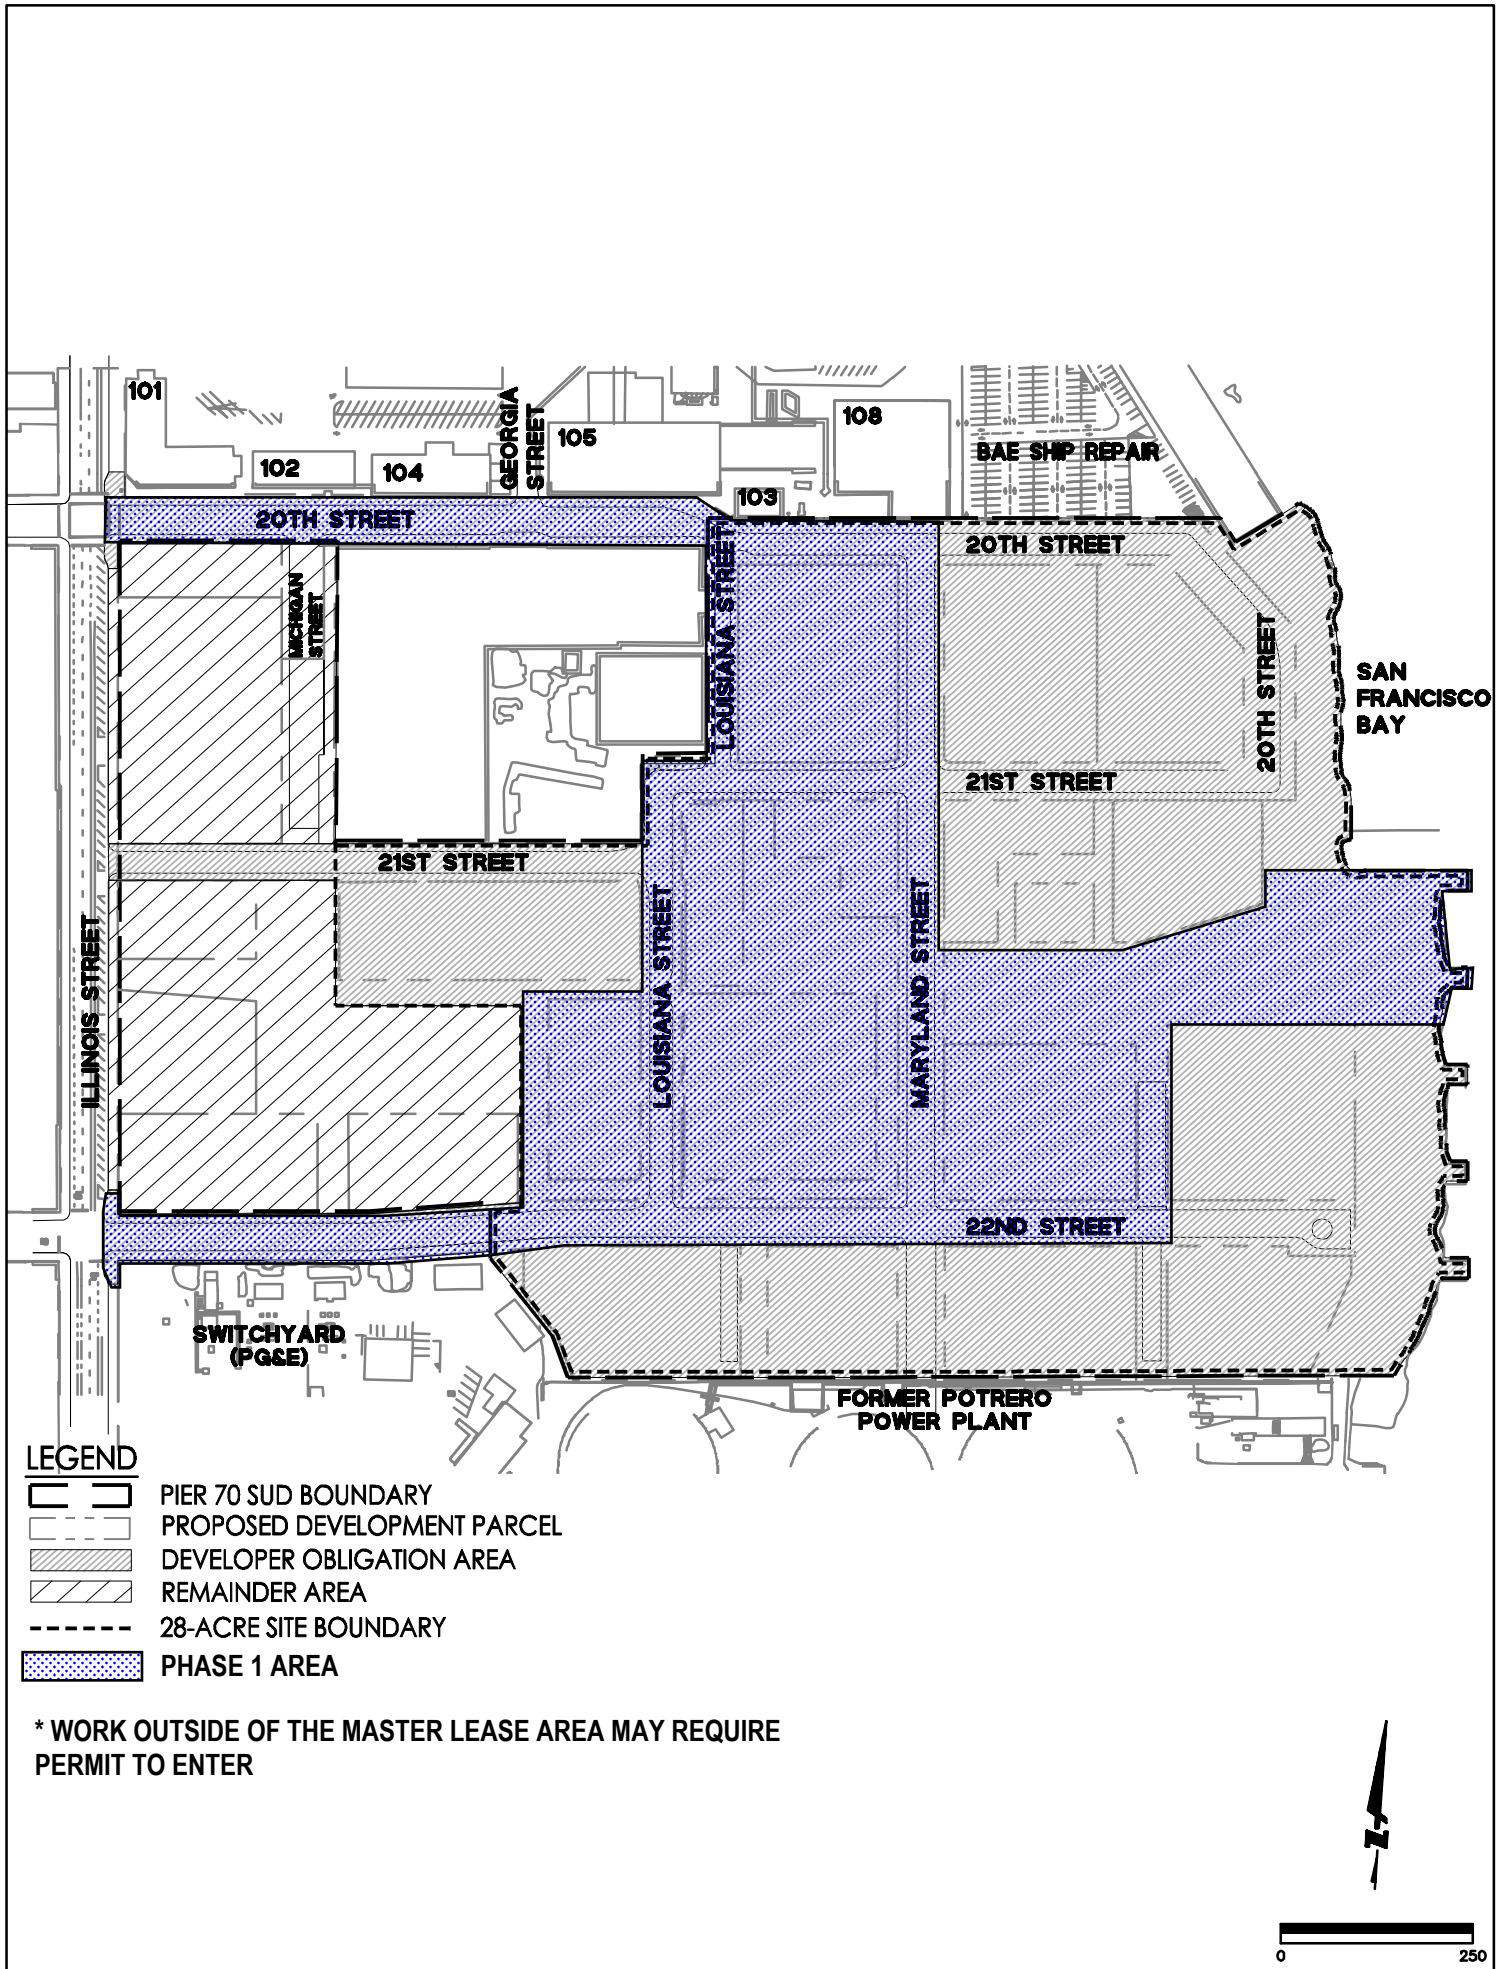 101
102
104
GEORGIA
STREET
105
103
108
BAE SHIP REPAIR
20TH STREET
20TH STREET
MICHIGAN
STREET
LOUISIANA STREET
20TH STREET
SAN
FRANCISCO
BAY
21ST STREET
21ST STREET
ILLINOIS STREET
LOUISIANA STREET
MARYLAND STREET
22ND STREET
SWITCHYARD
(PG&E)
FORMER POTRERO
POWER PLANT
LEGEND
PIER 70 SUD BOUNDARY
PROPOSED DEVELOPMENT PARCEL
DEVELOPER OBLIGATION AREA
REMAINDER AREA
28-ACRE SITE BOUNDARY
PHASE 1 AREA
* WORK OUTSIDE OF THE MASTER LEASE AREA MAY REQUIRE
PERMIT TO ENTER
Z
0 250